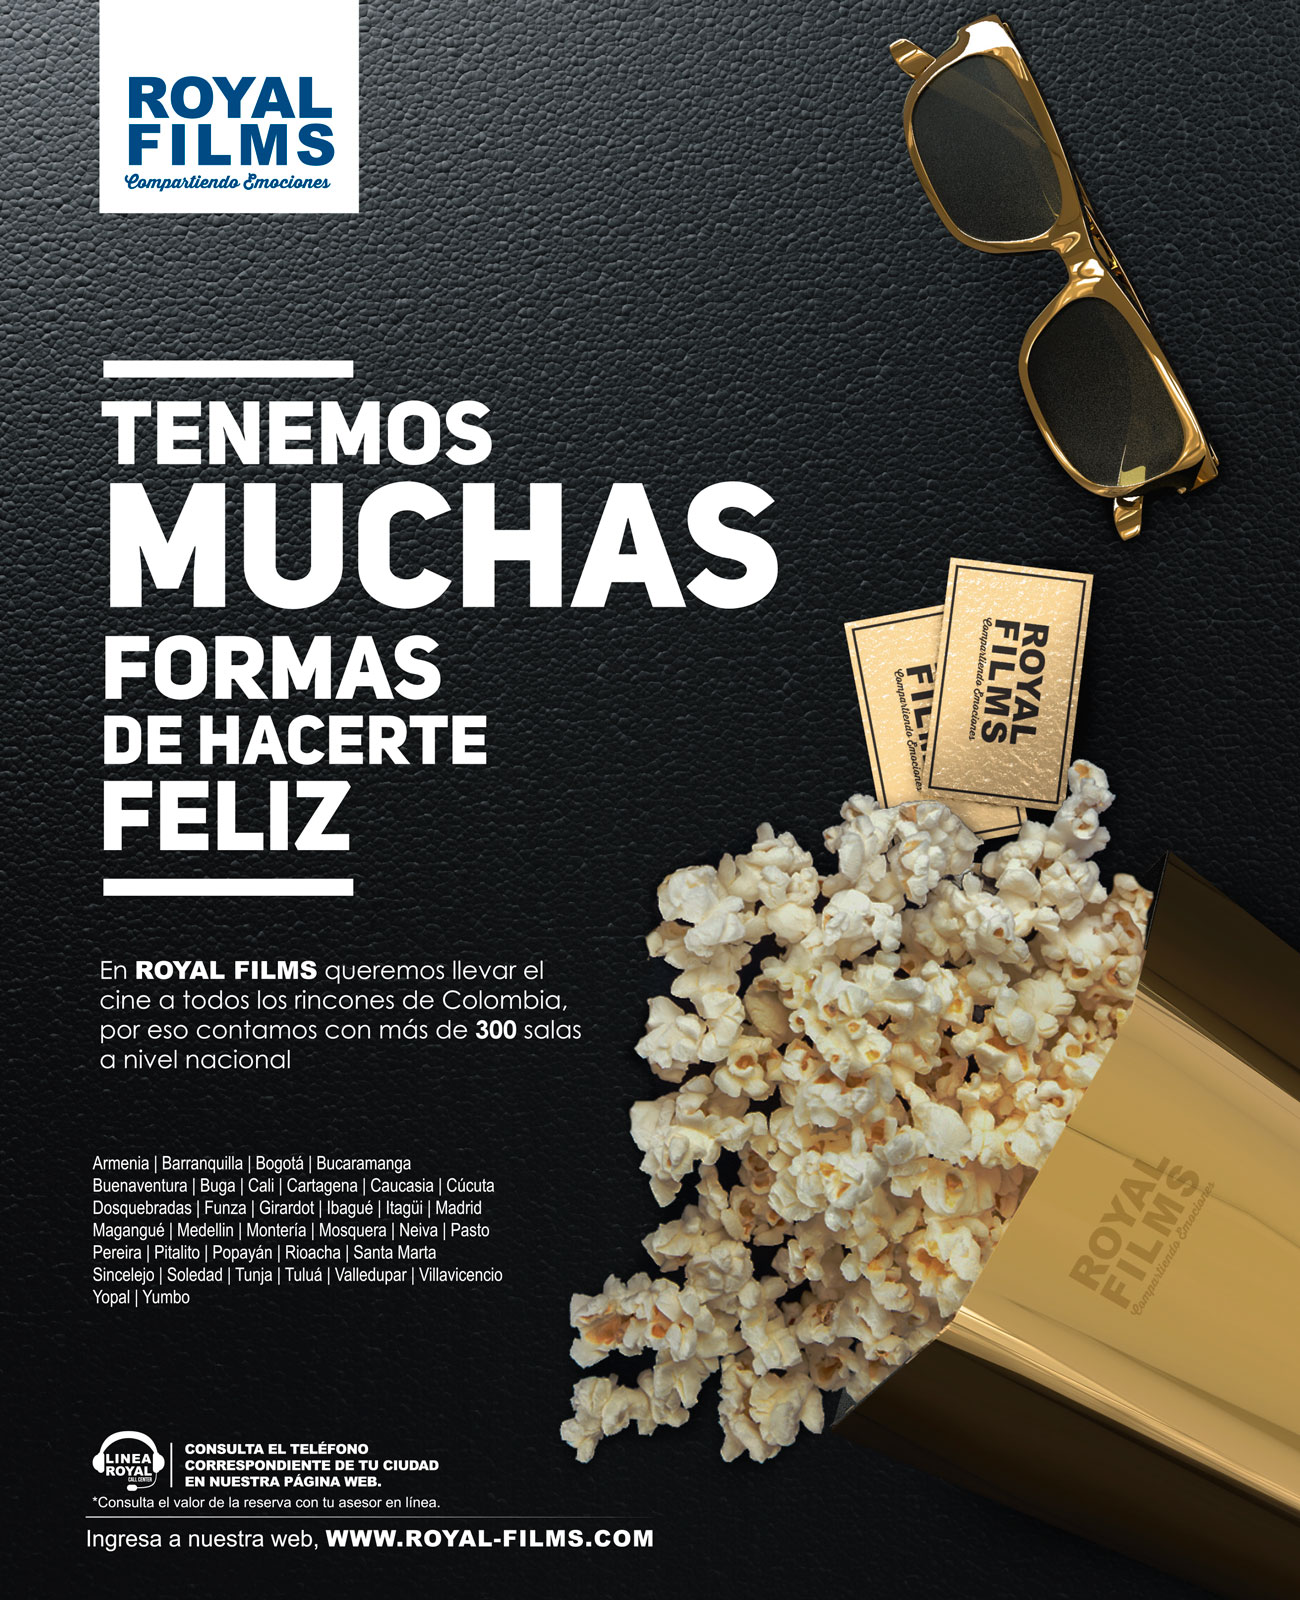 ROYAL
FILMS
Compartiendo Emociones
TENEMOS
MUCHAS
FORMAS
DE HACERTE
FELIZ
ROYAL
FILMS
Compartiendo Emociones
FILM
Compartiendo Emociones
En ROYAL FILMS queremos llevar el
cine a todos los rincones de Colombia,
por eso contamos con más de 300 salas
a nivel nacional
Armenia | Barranquilla | Bogotá | Bucaramanga
Buenaventura | Buga | Cali | Cartagena | Caucasia | Cúcuta
Dosquebradas | Funza | Girardot | Ibagué | Itagüi | Madrid
Magangué | Medellin | Montería | Mosquera | Neiva | Pasto
Pereira | Pitalito | Popayán | Rioacha | Santa Marta
Sincelejo | Soledad | Tunja | Tuluá | Valledupar | Villavicencio
Yopal | Yumbo
ROYAL
FILMS
Compartiendo Emociones
LINEA
ROYAL
CALL CENTER
CONSULTA EL TELÉFONO
CORRESPONDIENTE DE TU CIUDAD
EN NUESTRA PÁGINA WEB.
*Consulta el valor de la reserva con tu asesor en línea.
Ingresa a nuestra web, WWW.ROYAL-FILMS.COM